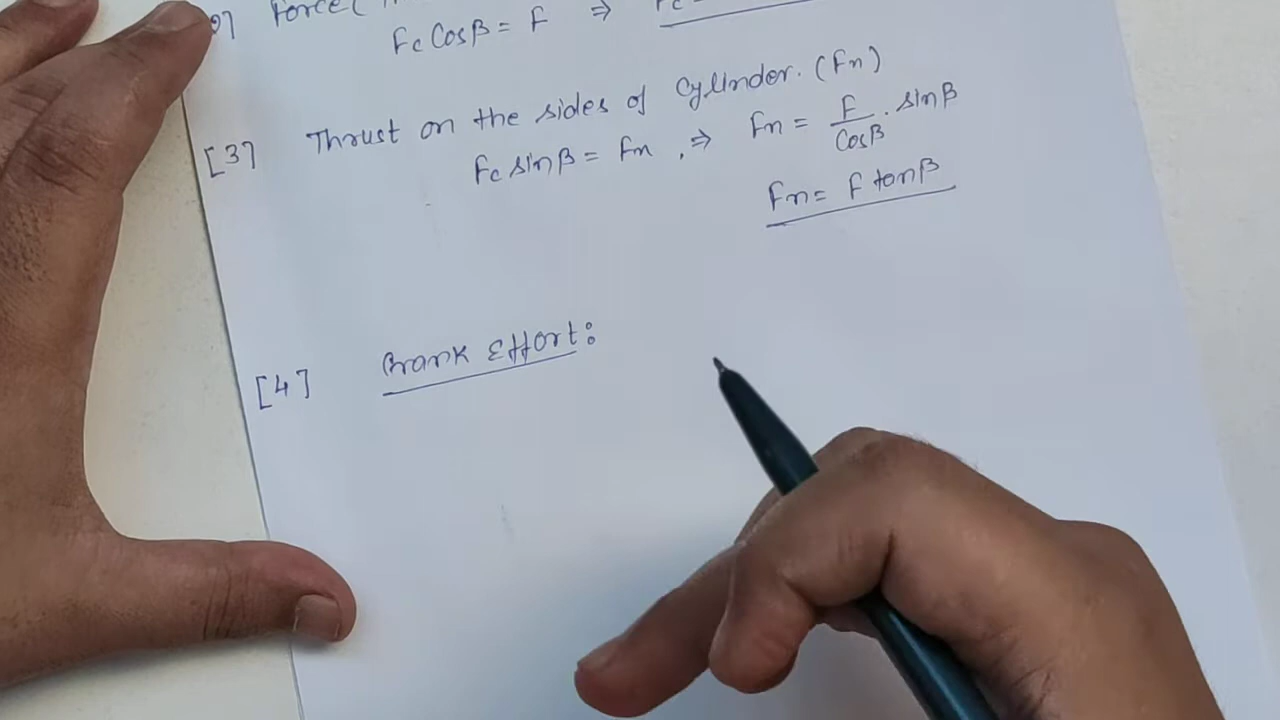 Force(
Fc Cosβ = F ⇒ Fc
[3] Thrust on the sides of Cylinder. (Fn)
Fc sinβ = Fn , ⇒ Fn = F/Cosβ . sinβ
Fn = F tanβ
[4] Crank Effort: